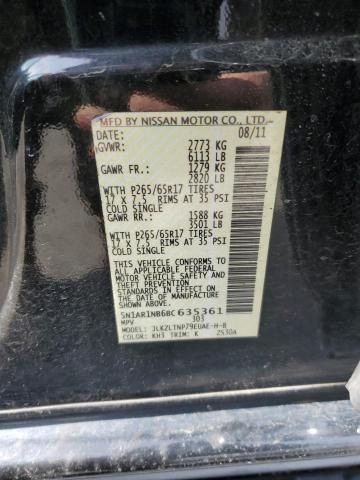 MFD BY NISSAN MOTOR CO., LTD.
DATE: 08/11
GVWR: 2773 KG
6113 LB
GAWR FR.: 1279 KG
2820 LB
WITH P265/65R17 TIRES
17 X 7.5 RIMS AT 35 PSI
COLD SINGLE
GAWR RR: 1588 KG
3501 LB
WITH P265/65R17 TIRES
17 X 7.5 RIMS AT 35 PSI
COLD SINGLE
THIS VEHICLE CONFORMS TO ALL
APPLICABLE FEDERAL MOTOR
VEHICLE SAFETY AND THEFT
PREVENTION STANDARDS IN EFFECT
ON THE DATE OF MANUFACTURE
SHOWN ABOVE.
5N1AR1NB6BC635361
MPV 303
MODEL: JLKZLTNP79EUAE-H-B
COLOR: KH3 TRIM: K 2530A